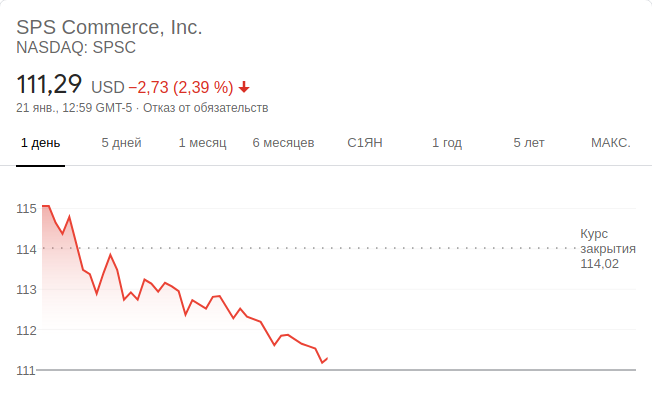 SPS Commerce, Inc.
NASDAQ: SPSC
111,29 USD −2,73 (2,39 %)
21 янв., 12:59 GMT-5 · Отказ от обязательств
1 день 5 дней 1 месяц 6 месяцев С1ЯН 1 год 5 лет МАКС.
115
Курс
114 закрытия
114,02
113
112
111